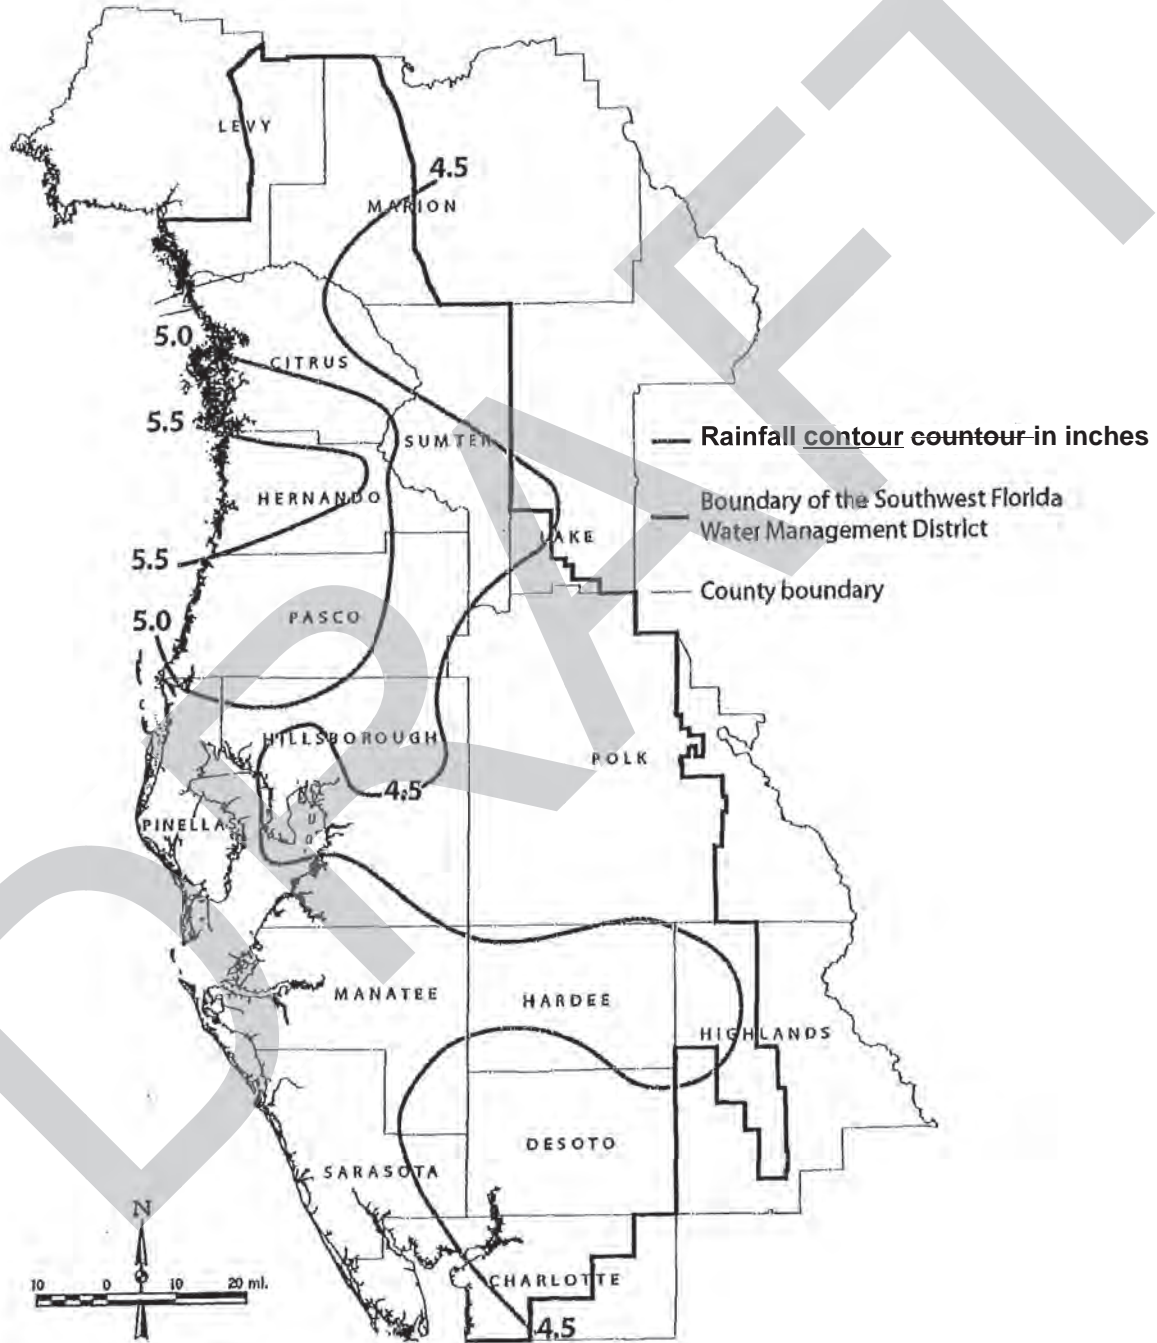 LEVY
4.5
MARION
5.0
CITRUS
5.5
SUMTER
Rainfall contour countour in inches
HERNANDO
Boundary of the Southwest Florida
Water Management District
5.5
LAKE
County boundary
5.0
PASCO
HILLSBOROUGH
POLK
4.5
PINELLAS
MANATEE
HARDEE
HIGHLANDS
DESOTO
SARASOTA
N
CHARLOTTE
10 0 10 20 mi.
4.5
DRAFT